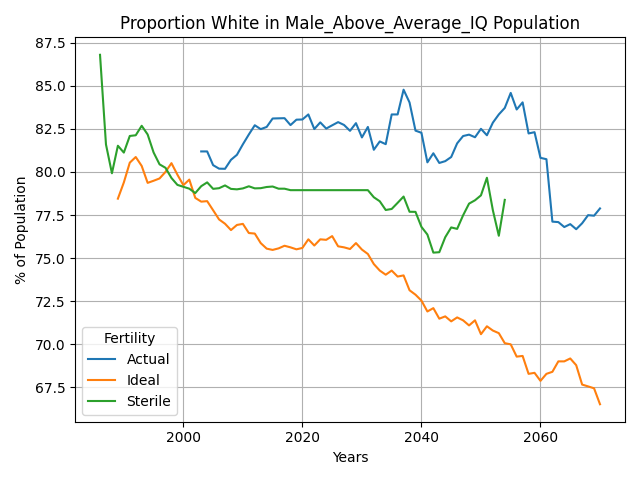 Proportion White in Male_Above_Average_IQ Population
87.5
85.0
82.5
80.0
77.5
75.0
72.5
70.0
67.5
% of Population
Fertility
Actual
Ideal
Sterile
2000
2020
2040
2060
Years